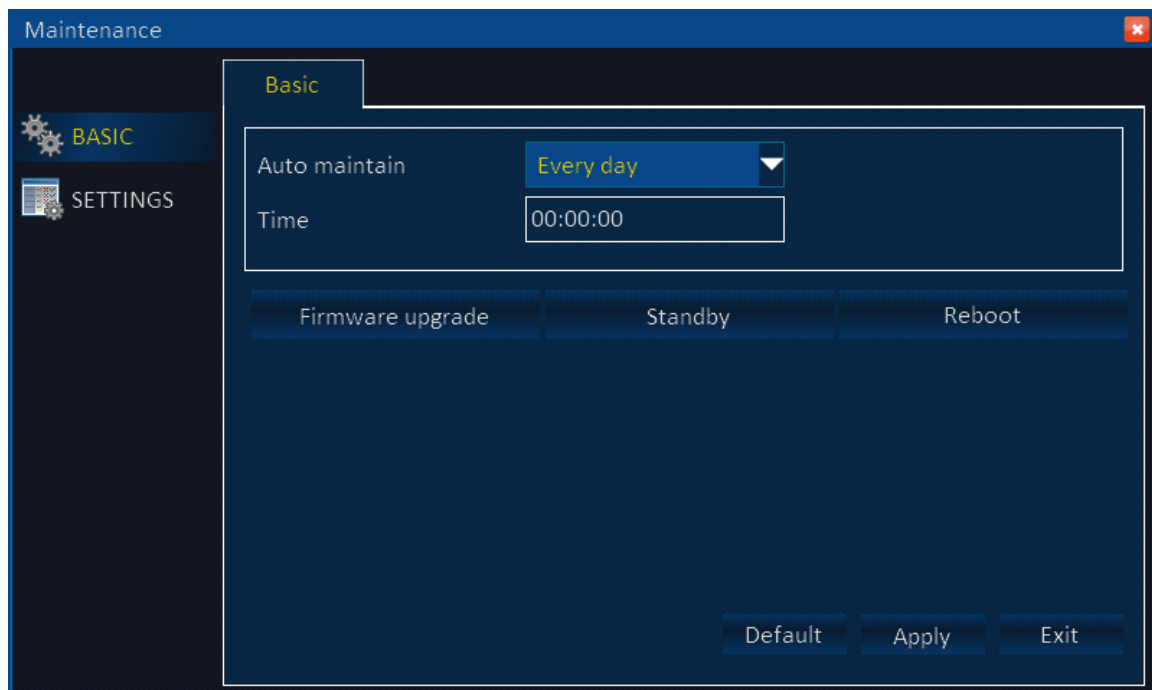 Maintenance
Basic
BASIC
SETTINGS
Auto maintain Every day
Time 00:00:00
Firmware upgrade Standby Reboot
Default Apply Exit